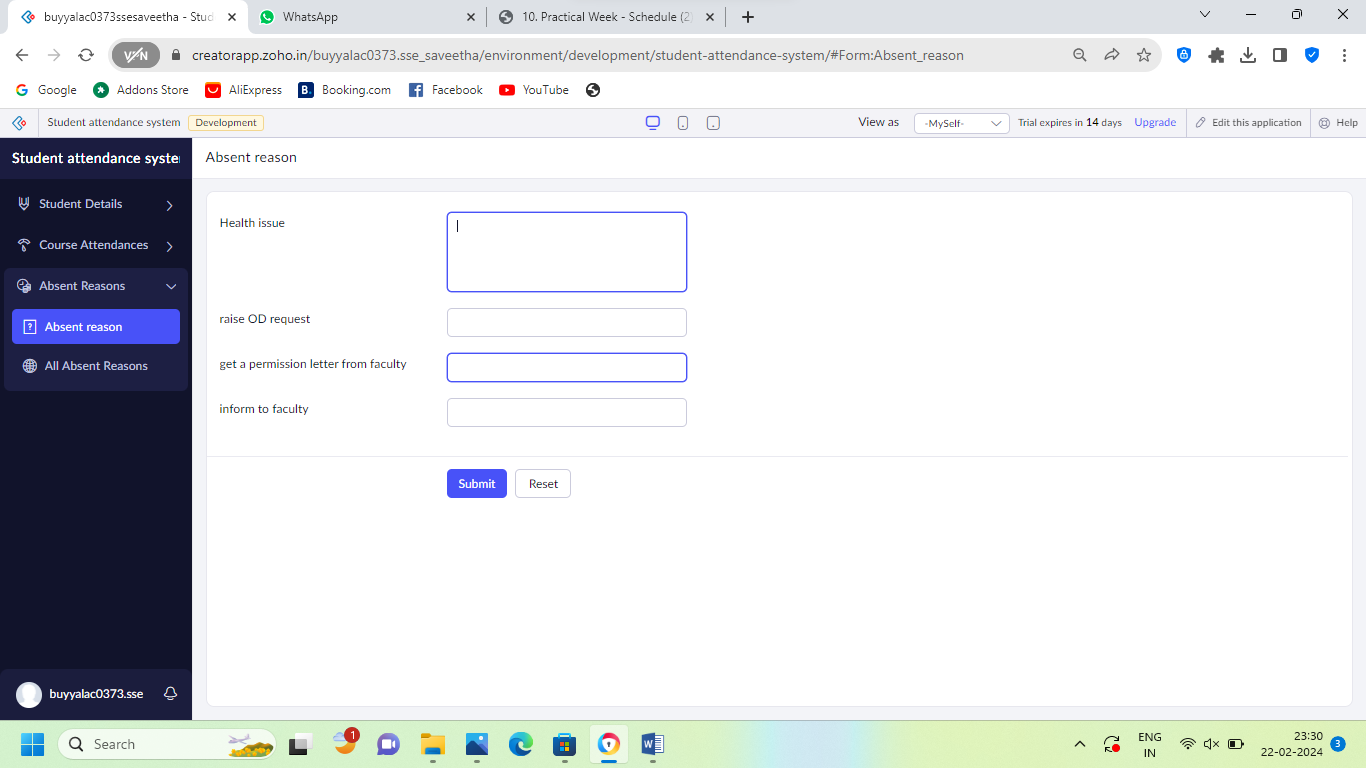 buyyalac0373ssesaveetha - Stud
WhatsApp
10. Practical Week - Schedule (2)
VPN
creatorapp.zoho.in/buyyalac0373.sse_saveetha/environment/development/student-attendance-system/#Form:Absent_reason
Google
Addons Store
AliExpress
B.
Booking.com
Facebook
YouTube
Student attendance system
Development
View as
-MySelf-
Trial expires in 14 days
Upgrade
Edit this application
Help
Student attendance syste
Absent reason
Student Details
Course Attendances
Absent Reasons
Absent reason
All Absent Reasons
Health issue
raise OD request
get a permission letter from faculty
inform to faculty
Submit
Reset
buyyalac0373.sse
Search
1
W
ENG
IN
23:30
22-02-2024
3